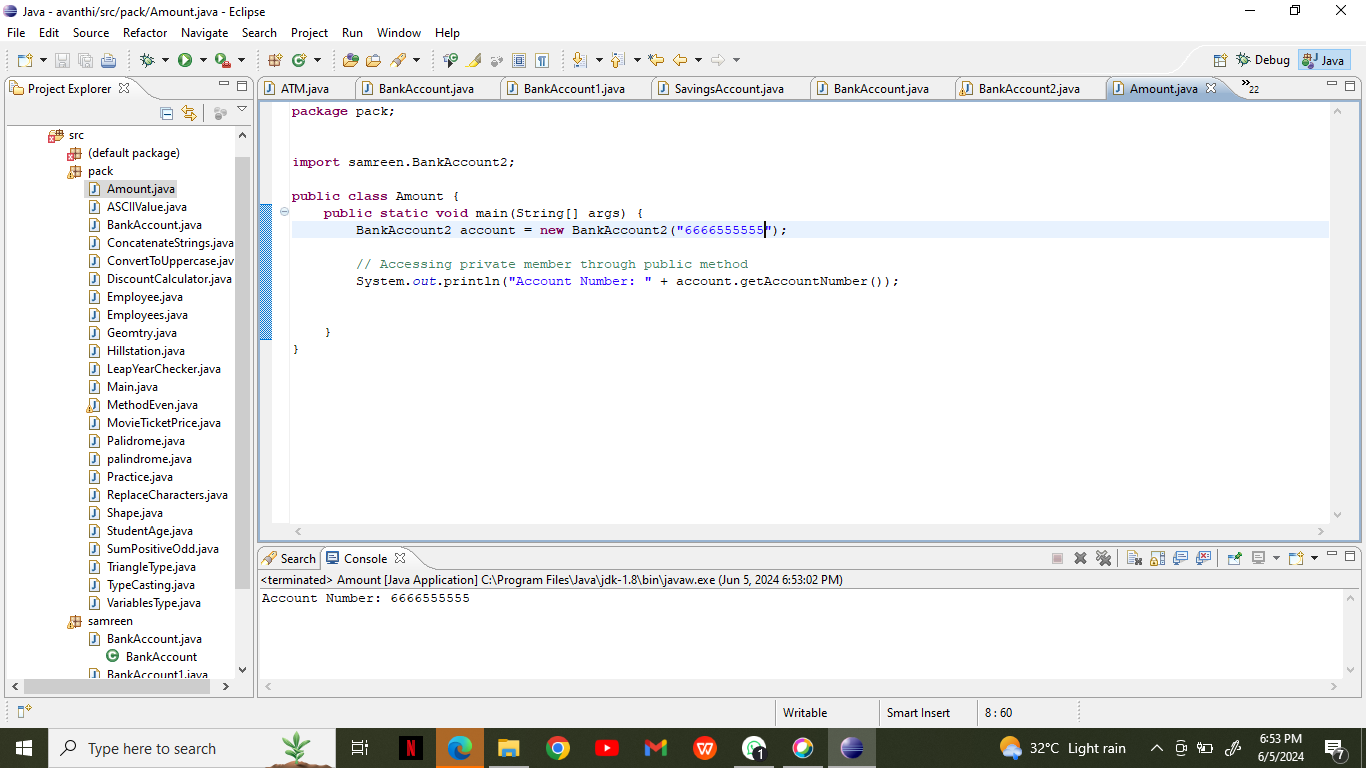 Java - avanthi/src/pack/Amount.java - Eclipse
File Edit Source Refactor Navigate Search Project Run Window Help
Debug Java
Project Explorer
ATM.java BankAccount.java BankAccount1.java SavingsAccount.java BankAccount.java BankAccount2.java Amount.java 22
src
(default package)
pack
Amount.java
ASCIIValue.java
BankAccount.java
ConcatenateStrings.java
ConvertToUppercase.jav
DiscountCalculator.java
Employee.java
Employees.java
Geomtry.java
Hillstation.java
LeapYearChecker.java
Main.java
MethodEven.java
MovieTicketPrice.java
Palidrome.java
palindrome.java
Practice.java
ReplaceCharacters.java
Shape.java
StudentAge.java
SumPositiveOdd.java
TriangleType.java
TypeCasting.java
VariablesType.java
samreen
BankAccount.java
BankAccount
BankAccount1.java
package pack;
import samreen.BankAccount2;
public class Amount {
public static void main(String[] args) {
BankAccount2 account = new BankAccount2("6666555555");
// Accessing private member through public method
System.out.println("Account Number: " + account.getAccountNumber());
}
}
Search Console
<terminated> Amount [Java Application] C:\Program Files\Java\jdk-1.8\bin\javaw.exe (Jun 5, 2024 6:53:02 PM)
Account Number: 6666555555
Writable Smart Insert 8 : 60
Type here to search
32°C Light rain
6:53 PM
6/5/2024
7
1